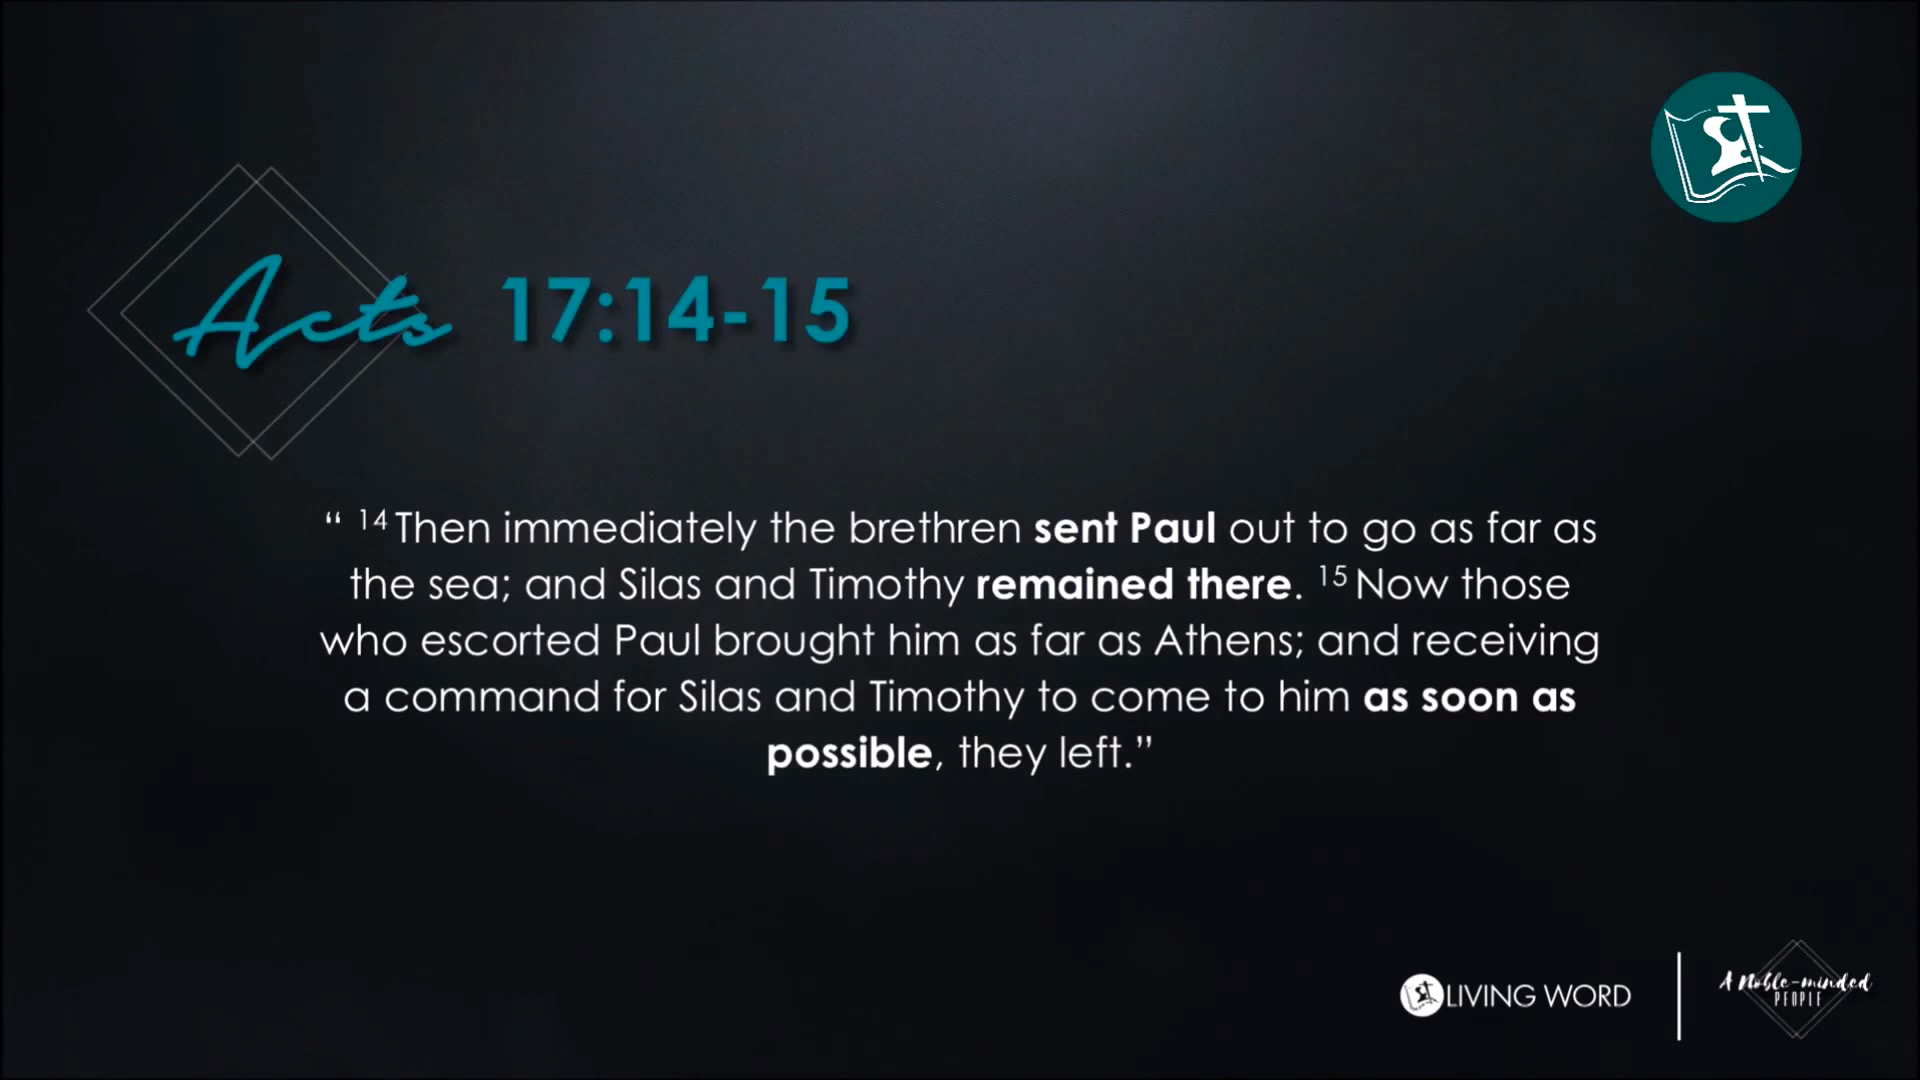 Acts 17:14-15
“ 14 Then immediately the brethren sent Paul out to go as far as
the sea; and Silas and Timothy remained there. 15 Now those
who escorted Paul brought him as far as Athens; and receiving
a command for Silas and Timothy to come to him as soon as
possible, they left.”
LIVING WORD
A Noble-minded
PEOPLE